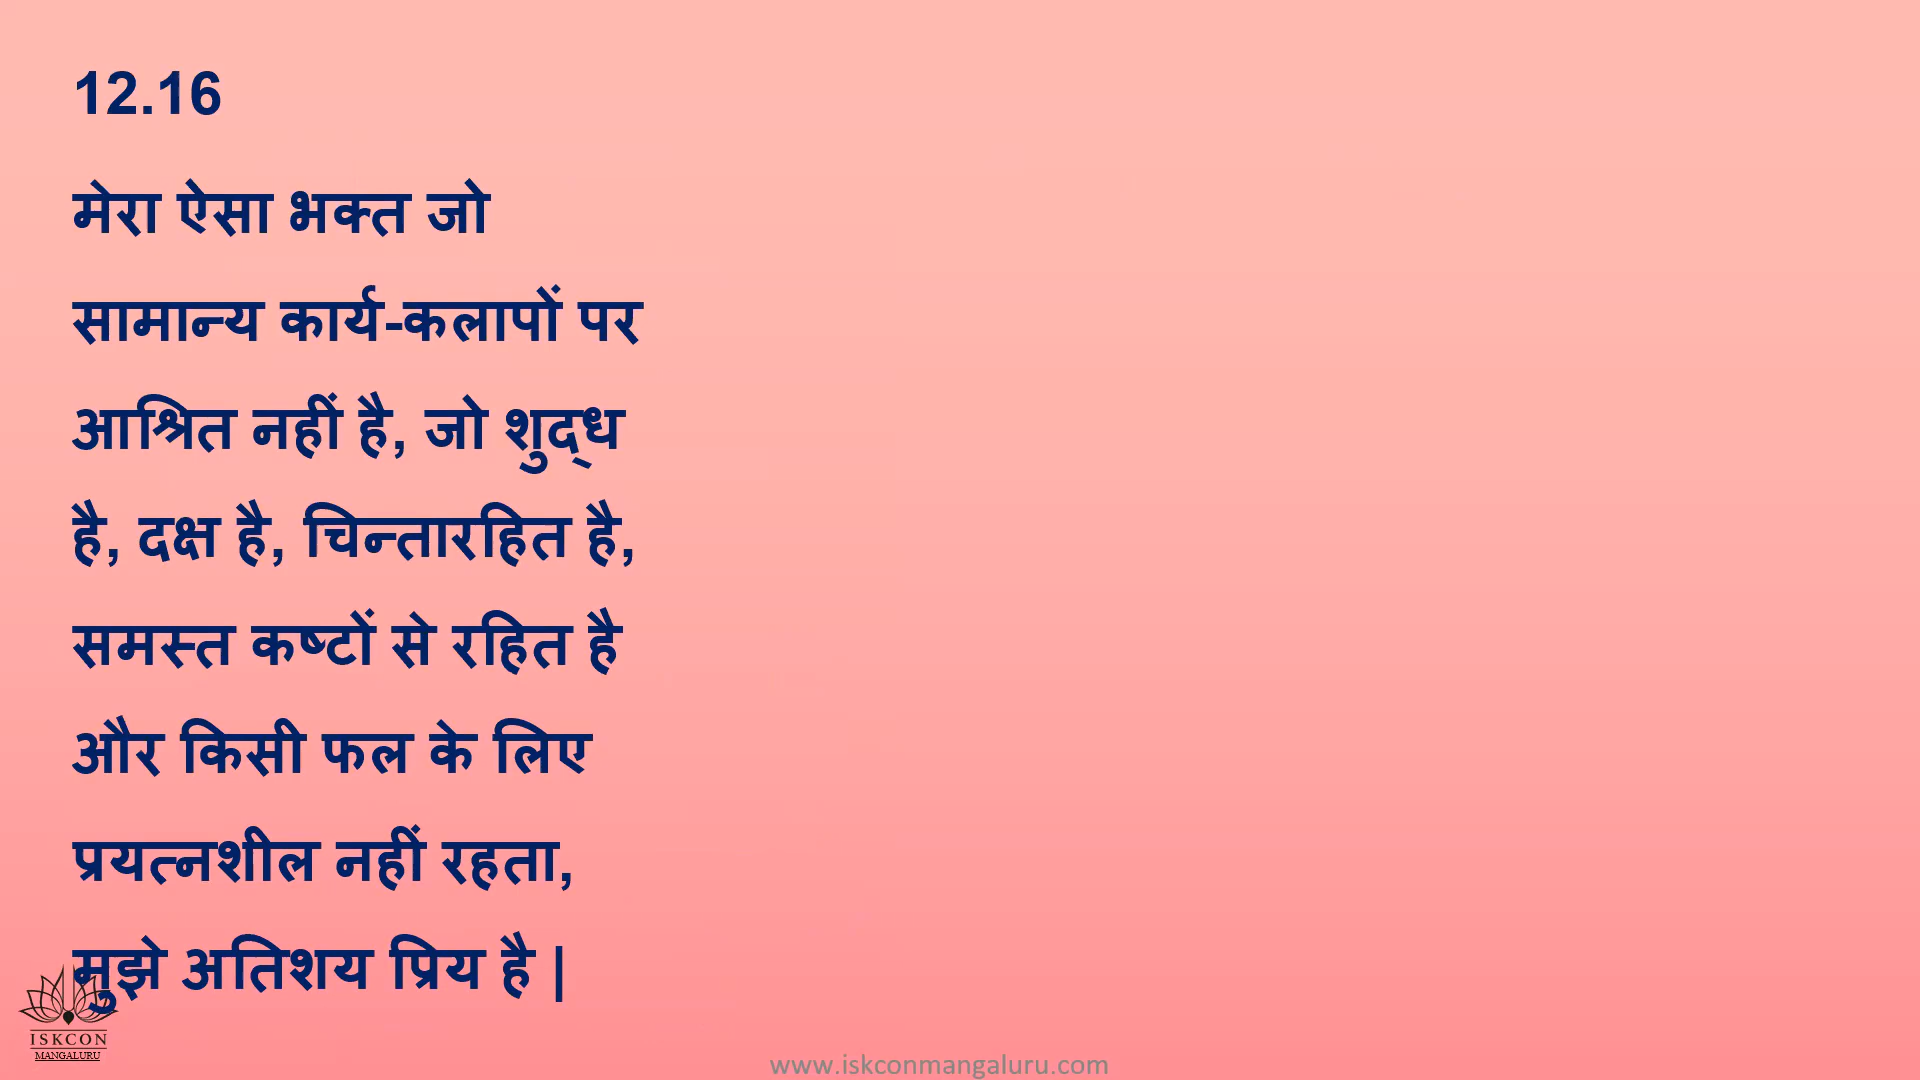 12.16
मेरा ऐसा भक्त जो
सामान्य कार्य-कलापों पर
आश्रित नहीं है, जो शुद्ध
है, दक्ष है, चिन्तारहित है,
समस्त कष्टों से रहित है
और किसी फल के लिए
प्रयत्नशील नहीं रहता,
मुझे अतिशय प्रिय है |
ISKCON
MANGALURU
www.iskconmangaluru.com